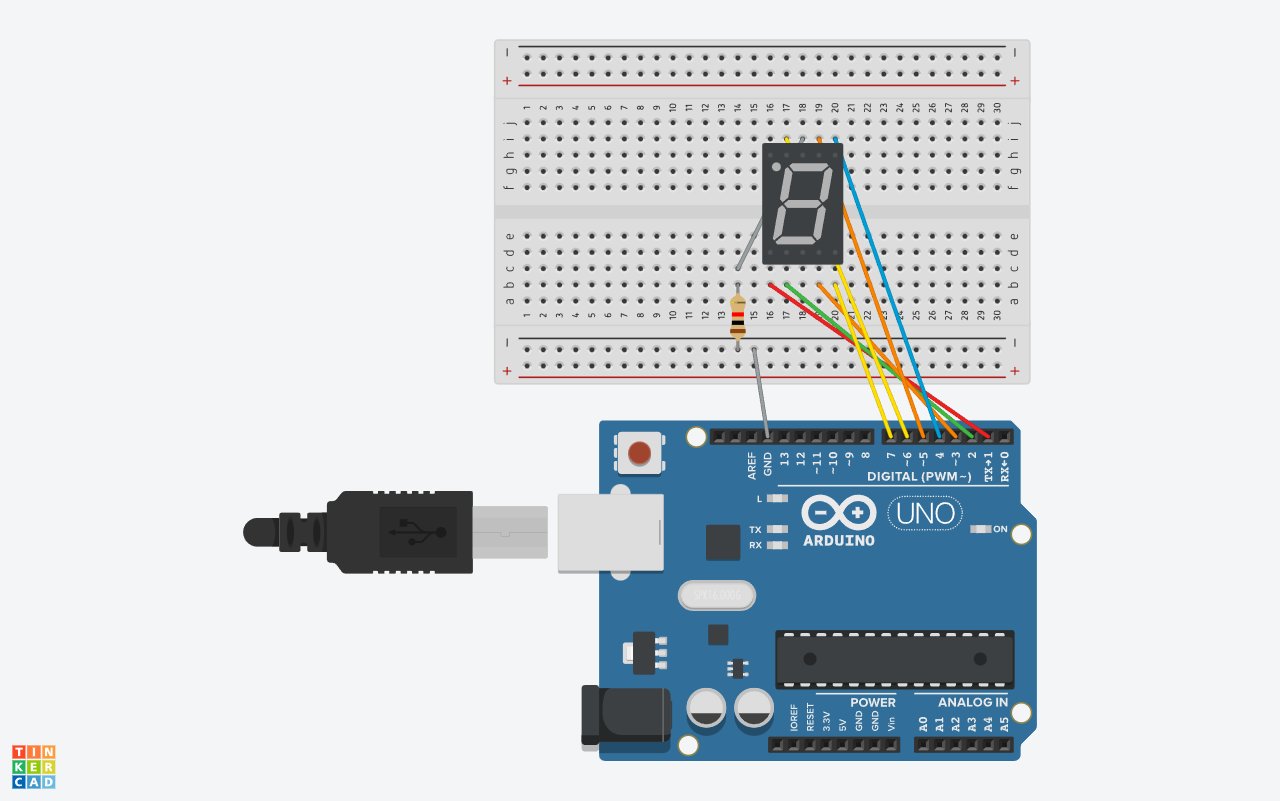 − −
+ +
1 2 3 4 5 6 7 8 9 10 11 12 13 14 15 16 17 18 19 20 21 22 23 24 25 26 27 28 29 30
j j
i i
h h
g g
f f
e e
d d
c c
b b
a a
1 2 3 4 5 6 7 8 9 10 11 12 13 14 15 16 17 18 19 20 21 22 23 24 25 26 27 28 29 30
− −
+ +
AREF GND 13 12 ~11 ~10 ~9 8 7 ~6 ~5 4 ~3 2 TX→1 RX←0
DIGITAL (PWM~)
L
TX
RX
UNO
ON
ARDUINO
POWER ANALOG IN
IOREF RESET 3.3V 5V GND GND Vin A0 A1 A2 A3 A4 A5
TIN
KER
CAD